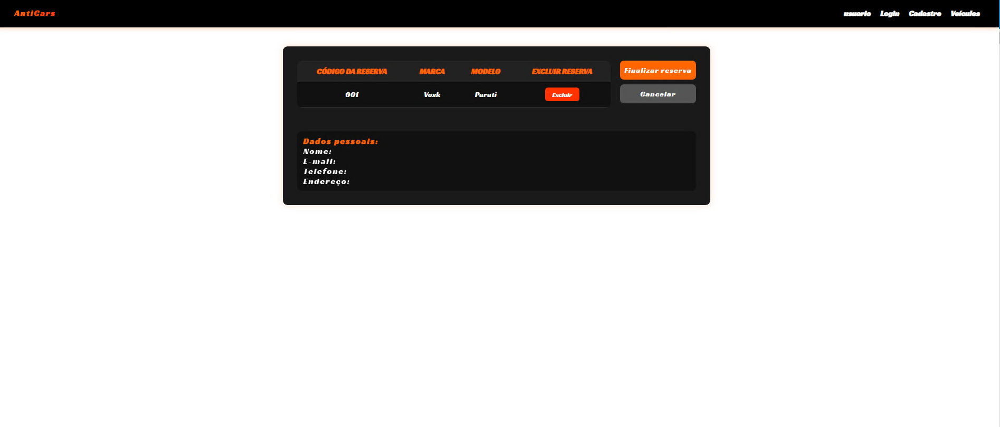 AntiCars
usuario Login Cadastro Veículos
CÓDIGO DA RESERVA MARCA MODELO EXCLUIR RESERVA
001 Vosk Parati Excluir
Finalizar reserva
Cancelar
Dados pessoais:
Nome:
E-mail:
Telefone:
Endereço: